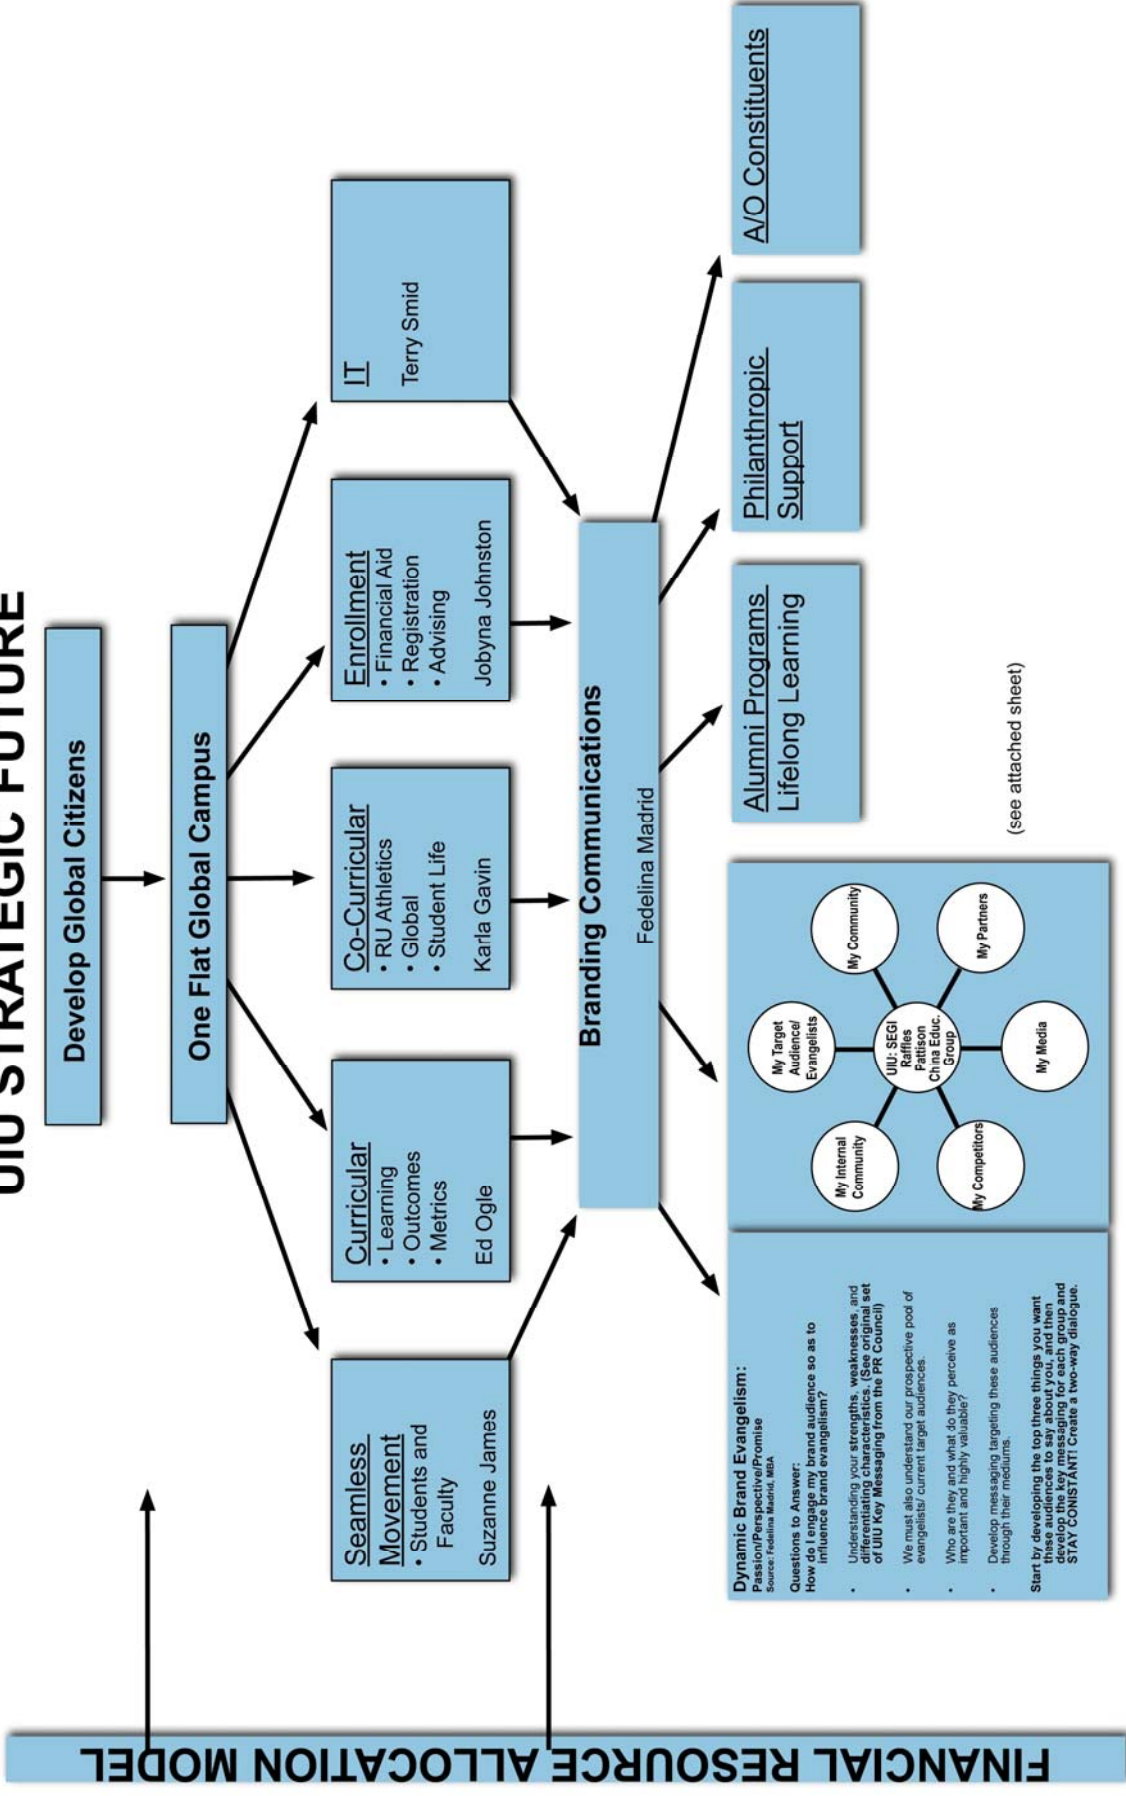 UIU STRATEGIC FUTURE
Develop Global Citizens
One Flat Global Campus
Seamless
Movement
• Students and
Faculty
Suzanne James
Curricular
• Learning
• Outcomes
• Metrics
Ed Ogle
Co-Curricular
• RU Athletics
• Global
• Student Life
Karla Gavin
Enrollment
• Financial Aid
• Registration
• Advising
Jobyna Johnston
IT
Terry Smid
Branding Communications
Fedelina Madrid
Dynamic Brand Evangelism:
Passion/Perspective/Promise
Source: Fedelina Madrid, MBA
Questions to Answer:
How do I engage my brand audience so as to
influence brand evangelism?
• Understanding your strengths, weaknesses, and
differentiating characteristics. (See original set
of UIU Key Messaging from the PR Council)
• We must also understand our prospective pool of
evangelists/ current target audiences.
• Who are they and what do they perceive as
important and highly valuable?
• Develop messaging targeting these audiences
through their mediums.
Start by developing the top three things you want
these audiences to say about you, and then
develop the key messaging for each group and
STAY CONISTANT! Create a two-way dialogue.
My Target
Audience/
Evangelists
My Internal
Community
My Community
UIU: SEGI
Raffles
Pattison
China Educ.
Group
My Competitors
My Partners
My Media
Alumni Programs
Lifelong Learning
Philanthropic
Support
A/O Constituents
(see attached sheet)
FINANCIAL RESOURCE ALLOCATION MODEL